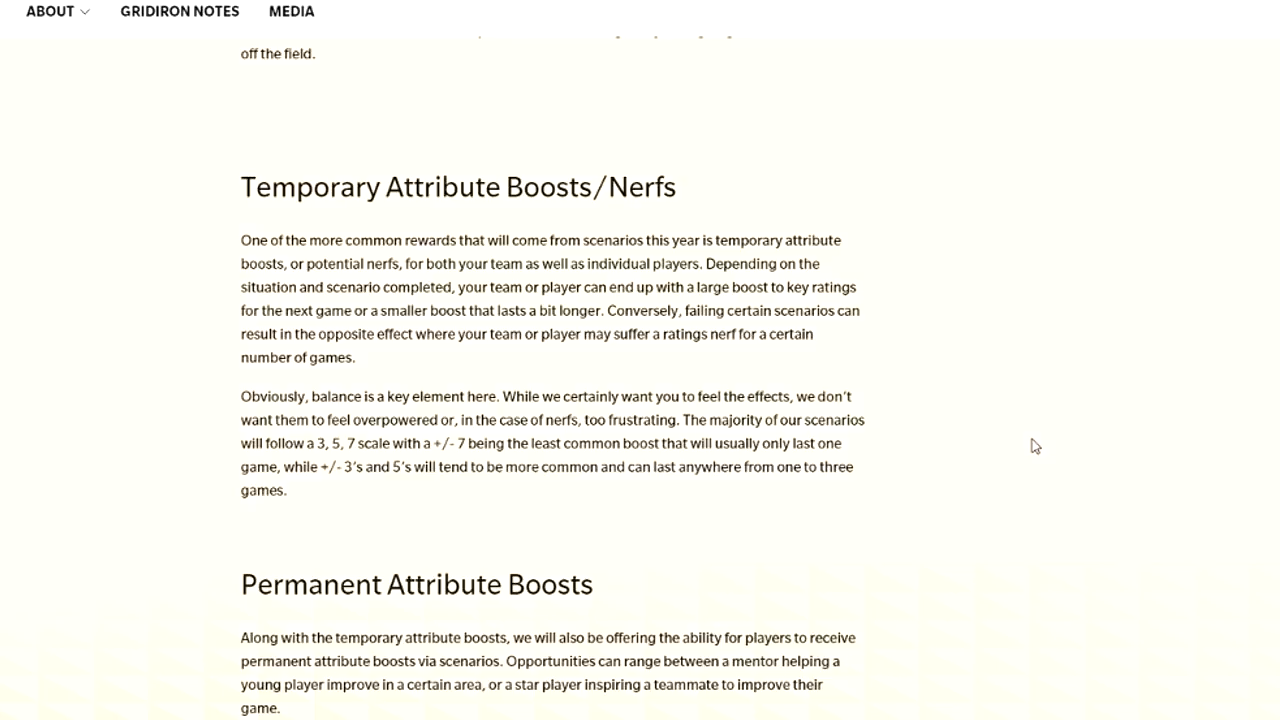 ABOUT GRIDIRON NOTES MEDIA
off the field.
Temporary Attribute Boosts/Nerfs
One of the more common rewards that will come from scenarios this year is temporary attribute
boosts, or potential nerfs, for both your team as well as individual players. Depending on the
situation and scenario completed, your team or player can end up with a large boost to key ratings
for the next game or a smaller boost that lasts a bit longer. Conversely, failing certain scenarios can
result in the opposite effect where your team or player may suffer a ratings nerf for a certain
number of games.
Obviously, balance is a key element here. While we certainly want you to feel the effects, we don’t
want them to feel overpowered or, in the case of nerfs, too frustrating. The majority of our scenarios
will follow a 3, 5, 7 scale with a +/- 7 being the least common boost that will usually only last one
game, while +/- 3’s and 5’s will tend to be more common and can last anywhere from one to three
games.
Permanent Attribute Boosts
Along with the temporary attribute boosts, we will also be offering the ability for players to receive
permanent attribute boosts via scenarios. Opportunities can range between a mentor helping a
young player improve in a certain area, or a star player inspiring a teammate to improve their
game.